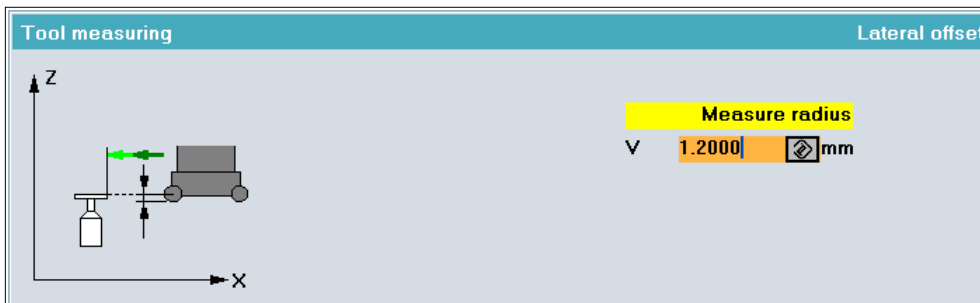 Tool measuring Lateral offset
Z
Measure radius
V 1.2000 mm
X